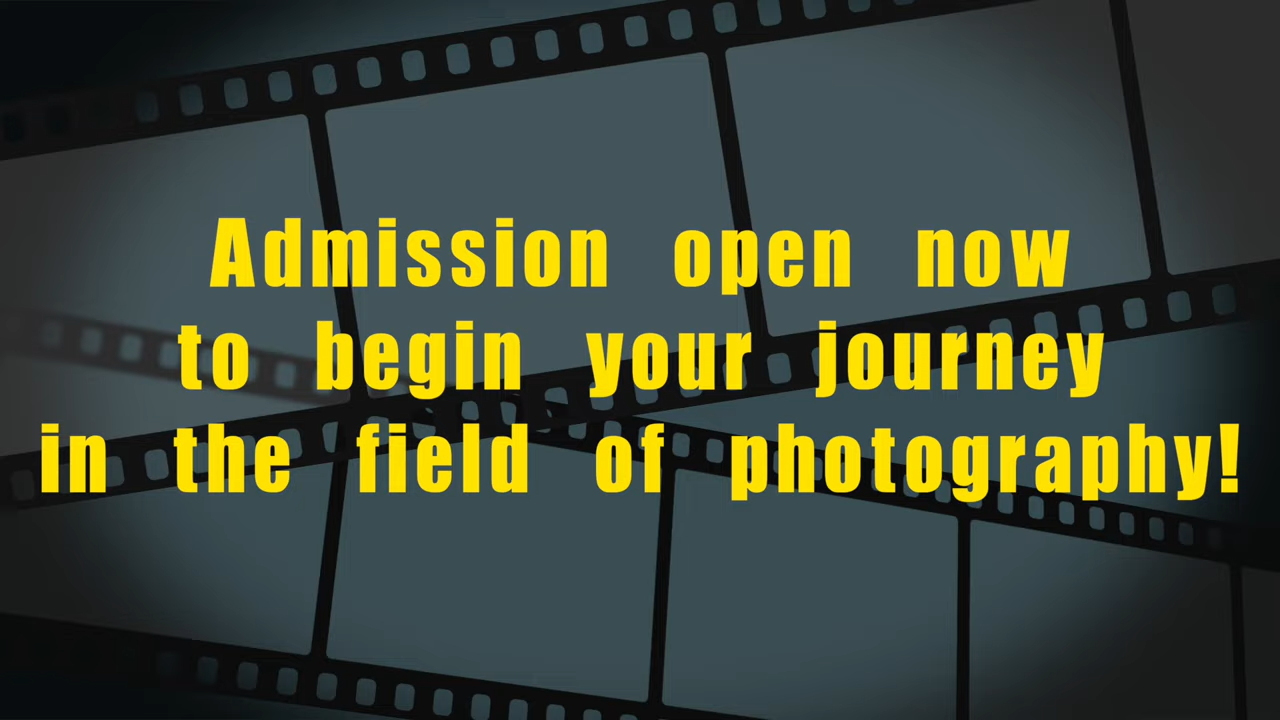 Admission open now
to begin your journey
in the field of photography!